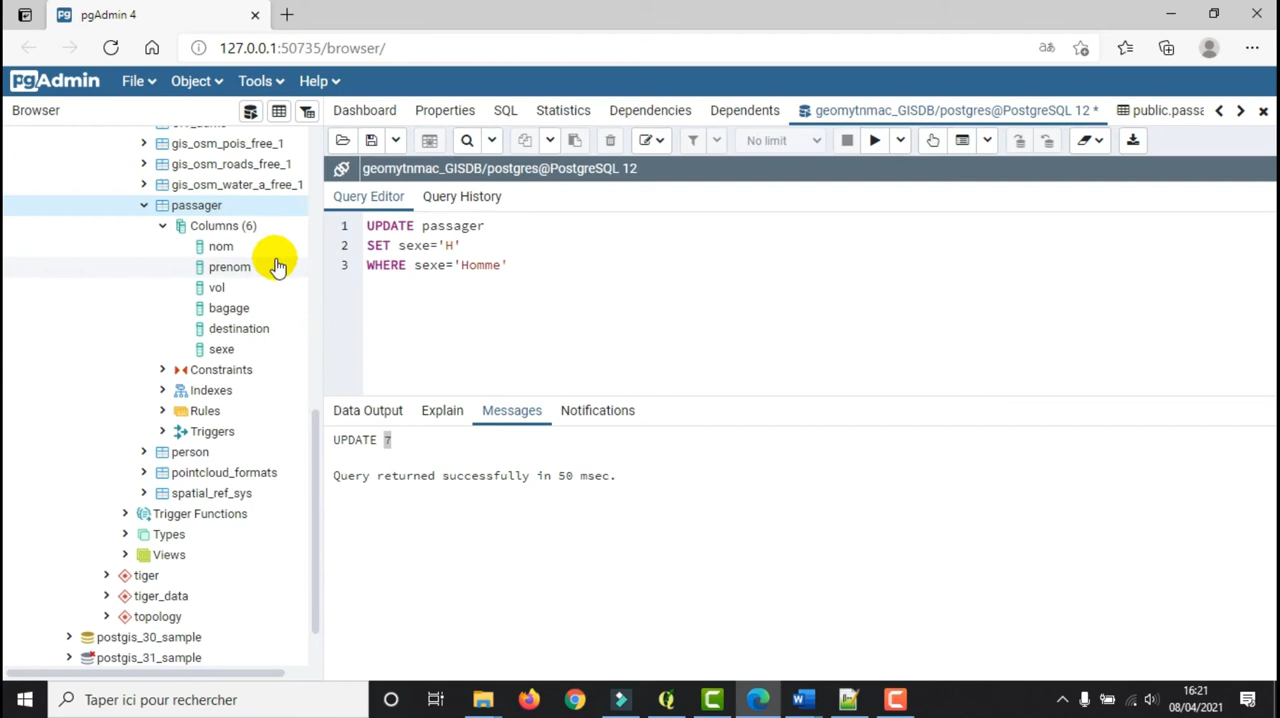 pgAdmin 4
127.0.0.1:50735/browser/
pgAdmin File Object Tools Help
Browser
Dashboard Properties SQL Statistics Dependencies Dependents geomytnmac_GISDB/postgres@PostgreSQL 12 * public.passa
gis_osm_pois_free_1
gis_osm_roads_free_1
gis_osm_water_a_free_1
passager
Columns (6)
nom
prenom
vol
bagage
destination
sexe
Constraints
Indexes
Rules
Triggers
person
pointcloud_formats
spatial_ref_sys
Trigger Functions
Types
Views
tiger
tiger_data
topology
postgis_30_sample
postgis_31_sample
No limit
geomytnmac_GISDB/postgres@PostgreSQL 12
Query Editor Query History
1 UPDATE passager
2 SET sexe='H'
3 WHERE sexe='Homme'
Data Output Explain Messages Notifications
UPDATE 7
Query returned successfully in 50 msec.
Taper ici pour rechercher
16:21
08/04/2021